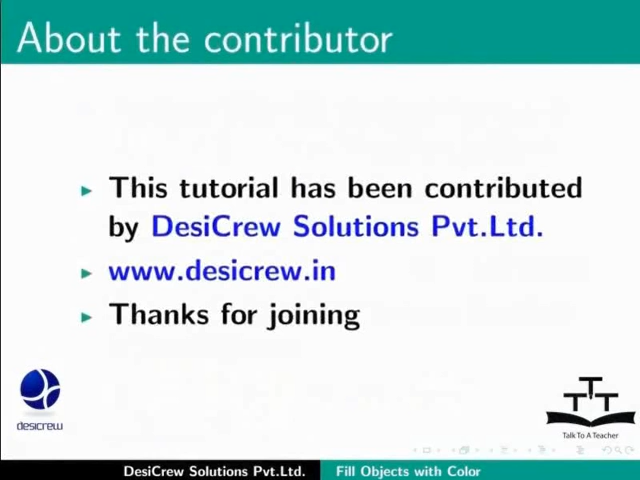 About the contributor
This tutorial has been contributed
by DesiCrew Solutions Pvt.Ltd.
www.desicrew.in
Thanks for joining
desicrew
TTT
Talk To A Teacher
DesiCrew Solutions Pvt.Ltd. Fill Objects with Color